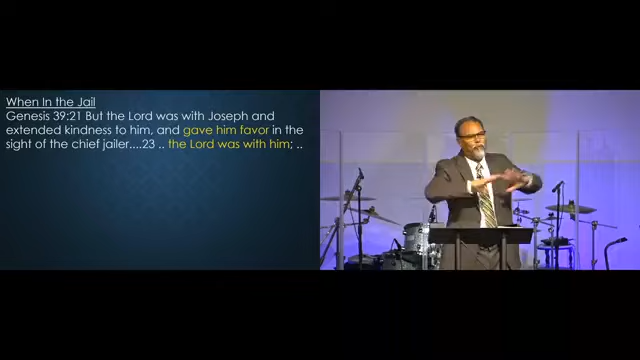 When In the Jail
Genesis 39:21 But the Lord was with Joseph and
extended kindness to him, and gave him favor in the
sight of the chief jailer....23 .. the Lord was with him; ..